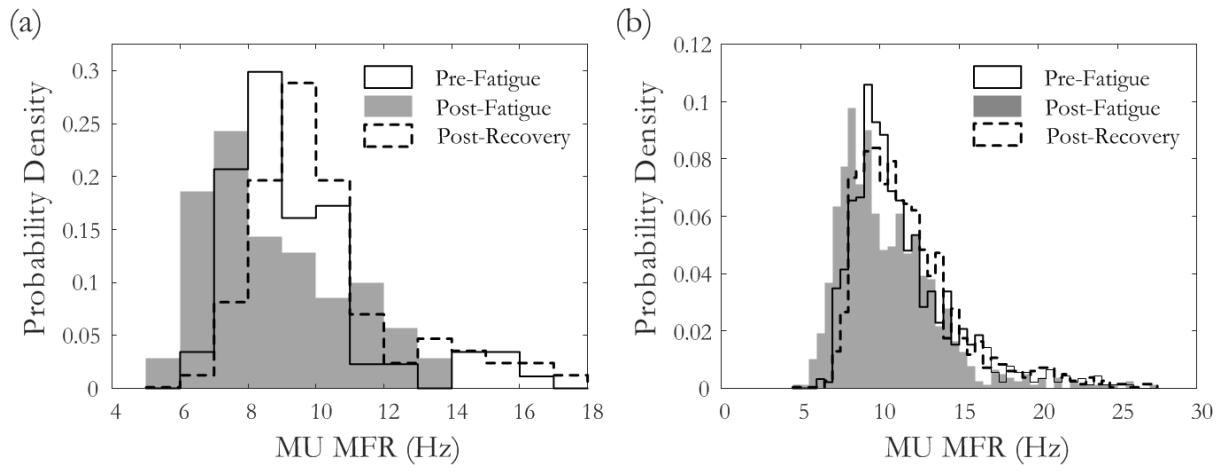 (a)
0.3
0.25
0.2
0.15
0.1
0.05
0
Probability Density
Pre-Fatigue
Post-Fatigue
Post-Recovery
4 6 8 10 12 14 16 18
MU MFR (Hz)
(b)
0.12
0.1
0.08
0.06
0.04
0.02
0
Probability Density
Pre-Fatigue
Post-Fatigue
Post-Recovery
0 5 10 15 20 25 30
MU MFR (Hz)